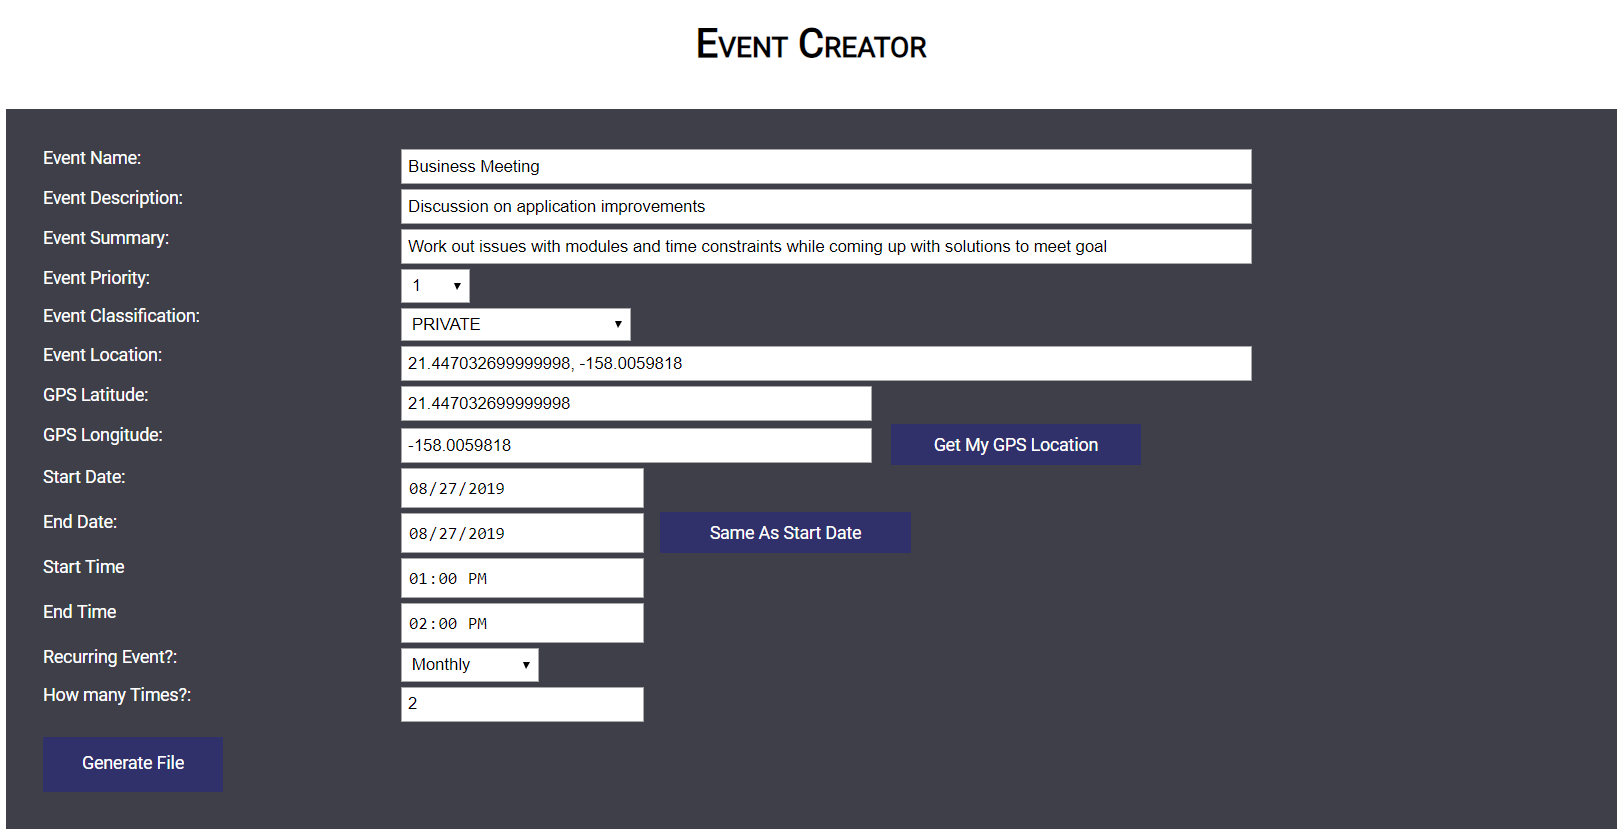 Event Creator
Event Name: Business Meeting
Event Description: Discussion on application improvements
Event Summary: Work out issues with modules and time constraints while coming up with solutions to meet goal
Event Priority: 1
Event Classification: PRIVATE
Event Location: 21.447032699999998, -158.0059818
GPS Latitude: 21.447032699999998
GPS Longitude: -158.0059818 Get My GPS Location
Start Date: 08/27/2019
End Date: 08/27/2019 Same As Start Date
Start Time 01:00 PM
End Time 02:00 PM
Recurring Event?: Monthly
How many Times?: 2
Generate File